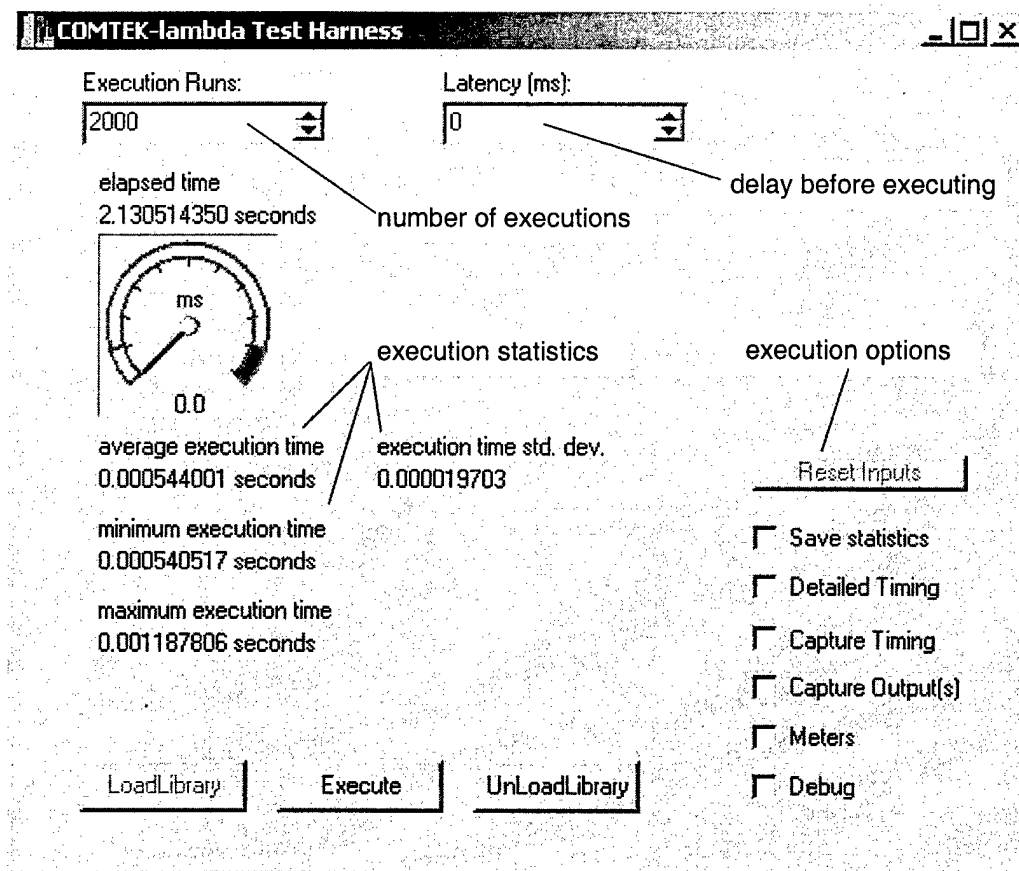 COMTEK-lambda Test Harness
Execution Runs:
Latency (ms):
2000
0
delay before executing
elapsed time
2.130514350 seconds
number of executions
ms
0.0
execution statistics
execution options
average execution time
execution time std. dev.
0.000544001 seconds
0.000019703
Reset Inputs
minimum execution time
0.000540517 seconds
maximum execution time
0.001187806 seconds
Save statistics
Detailed Timing
Capture Timing
Capture Output(s)
Meters
Debug
LoadLibrary
Execute
UnLoadLibrary